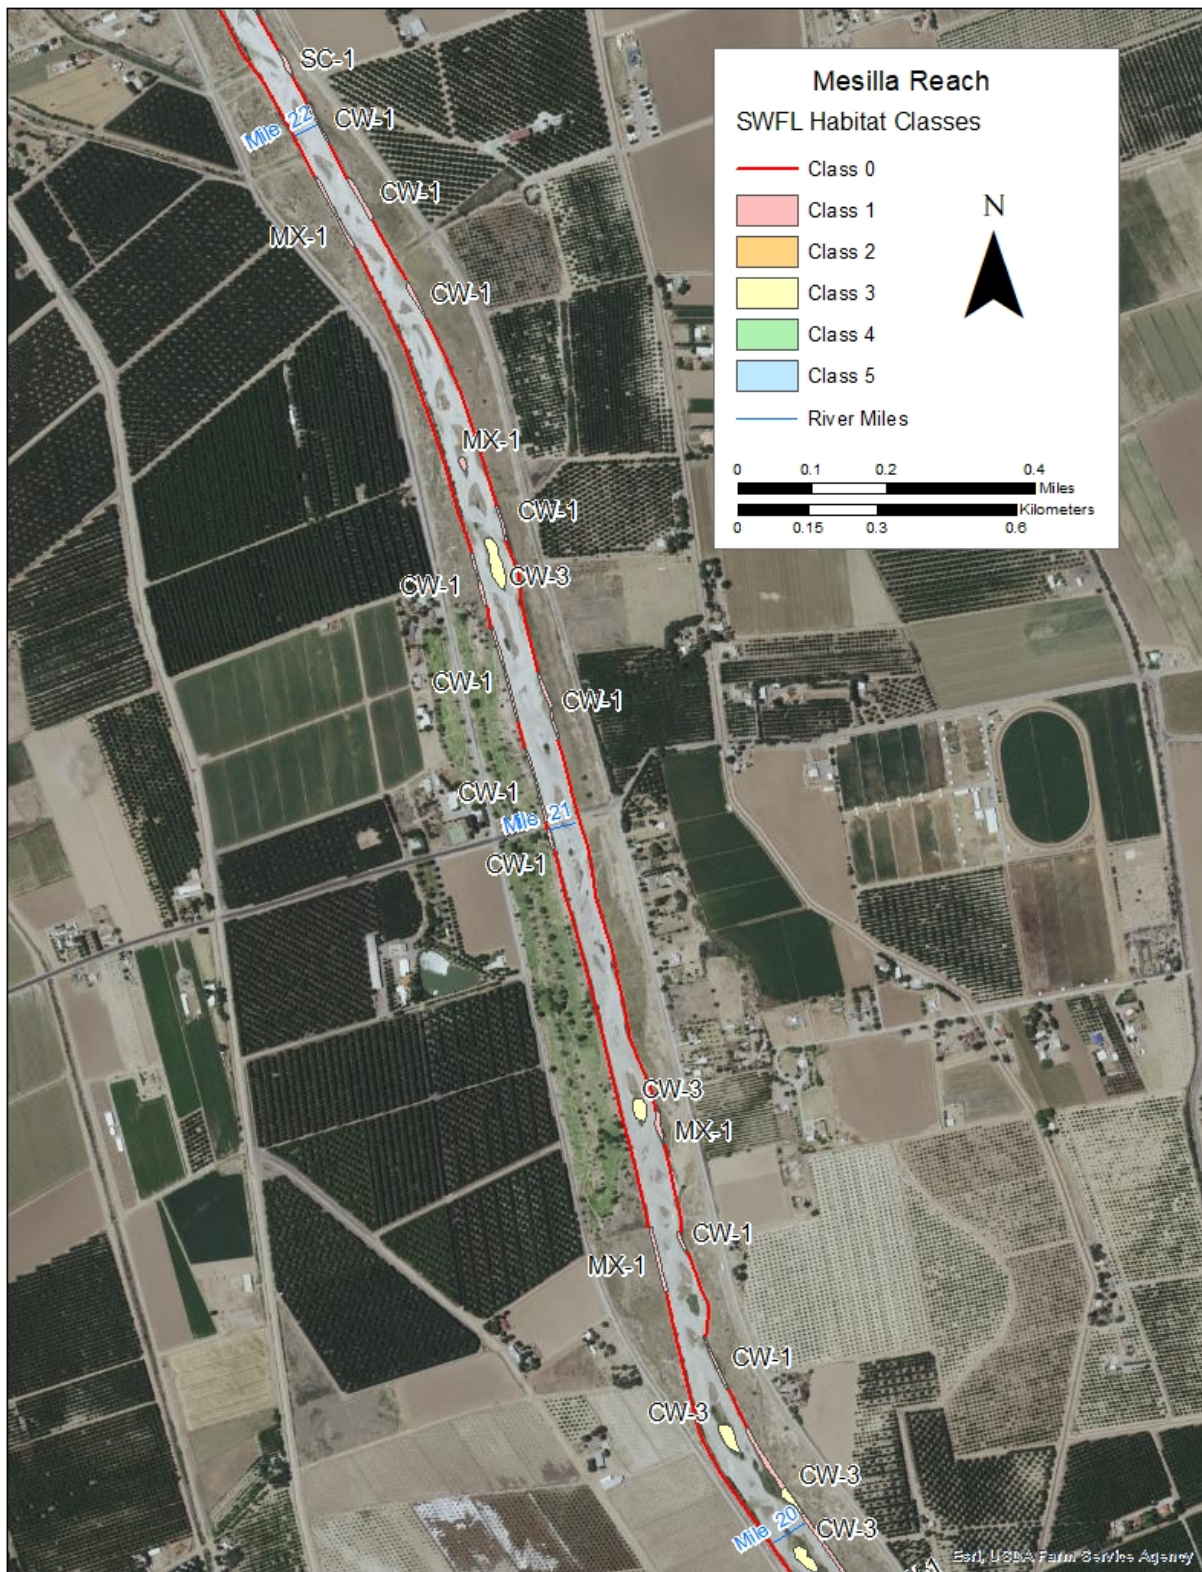 Mesilla Reach
SWFL Habitat Classes
Class 0
Class 1
Class 2
Class 3
Class 4
Class 5
River Miles
N
0 0.1 0.2 0.4
Miles
Kilometers
0 0.15 0.3 0.6
SC-1
Mile 22
CW-1
CW-1
MX-1
CW-1
MX-1
CW-1
CW-3
CW-1
CW-1
CW-1
CW-1
Mile 21
CW-1
CW-3
MX-1
CW-1
MX-1
CW-1
CW-3
CW-3
Mile 20
CW-3
Esri, USDA Farm Service Agency